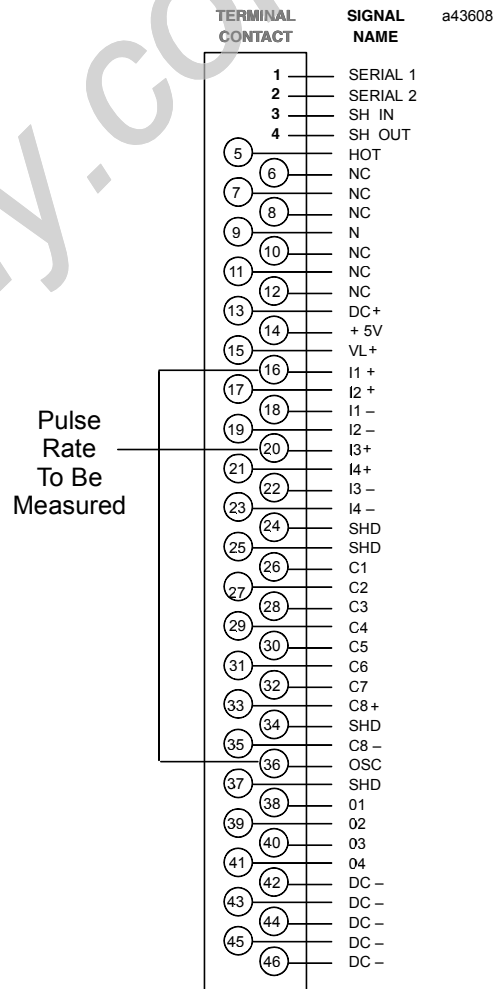 TERMINAL CONTACT SIGNAL NAME a43608
1 SERIAL 1
2 SERIAL 2
3 SH IN
4 SH OUT
5 HOT
6 NC
7 NC
8 NC
9 N
10 NC
11 NC
12 NC
13 DC+
14 + 5V
15 VL+
16 I1 +
17 I2 +
18 I1 –
19 I2 –
20 I3+
21 I4+
22 I3 –
23 I4 –
24 SHD
25 SHD
26 C1
27 C2
28 C3
29 C4
30 C5
31 C6
32 C7
33 C8+
34 SHD
35 C8 –
36 OSC
37 SHD
38 01
39 02
40 03
41 04
42 DC –
43 DC –
44 DC –
45 DC –
46 DC –
Pulse
Rate
To Be
Measured